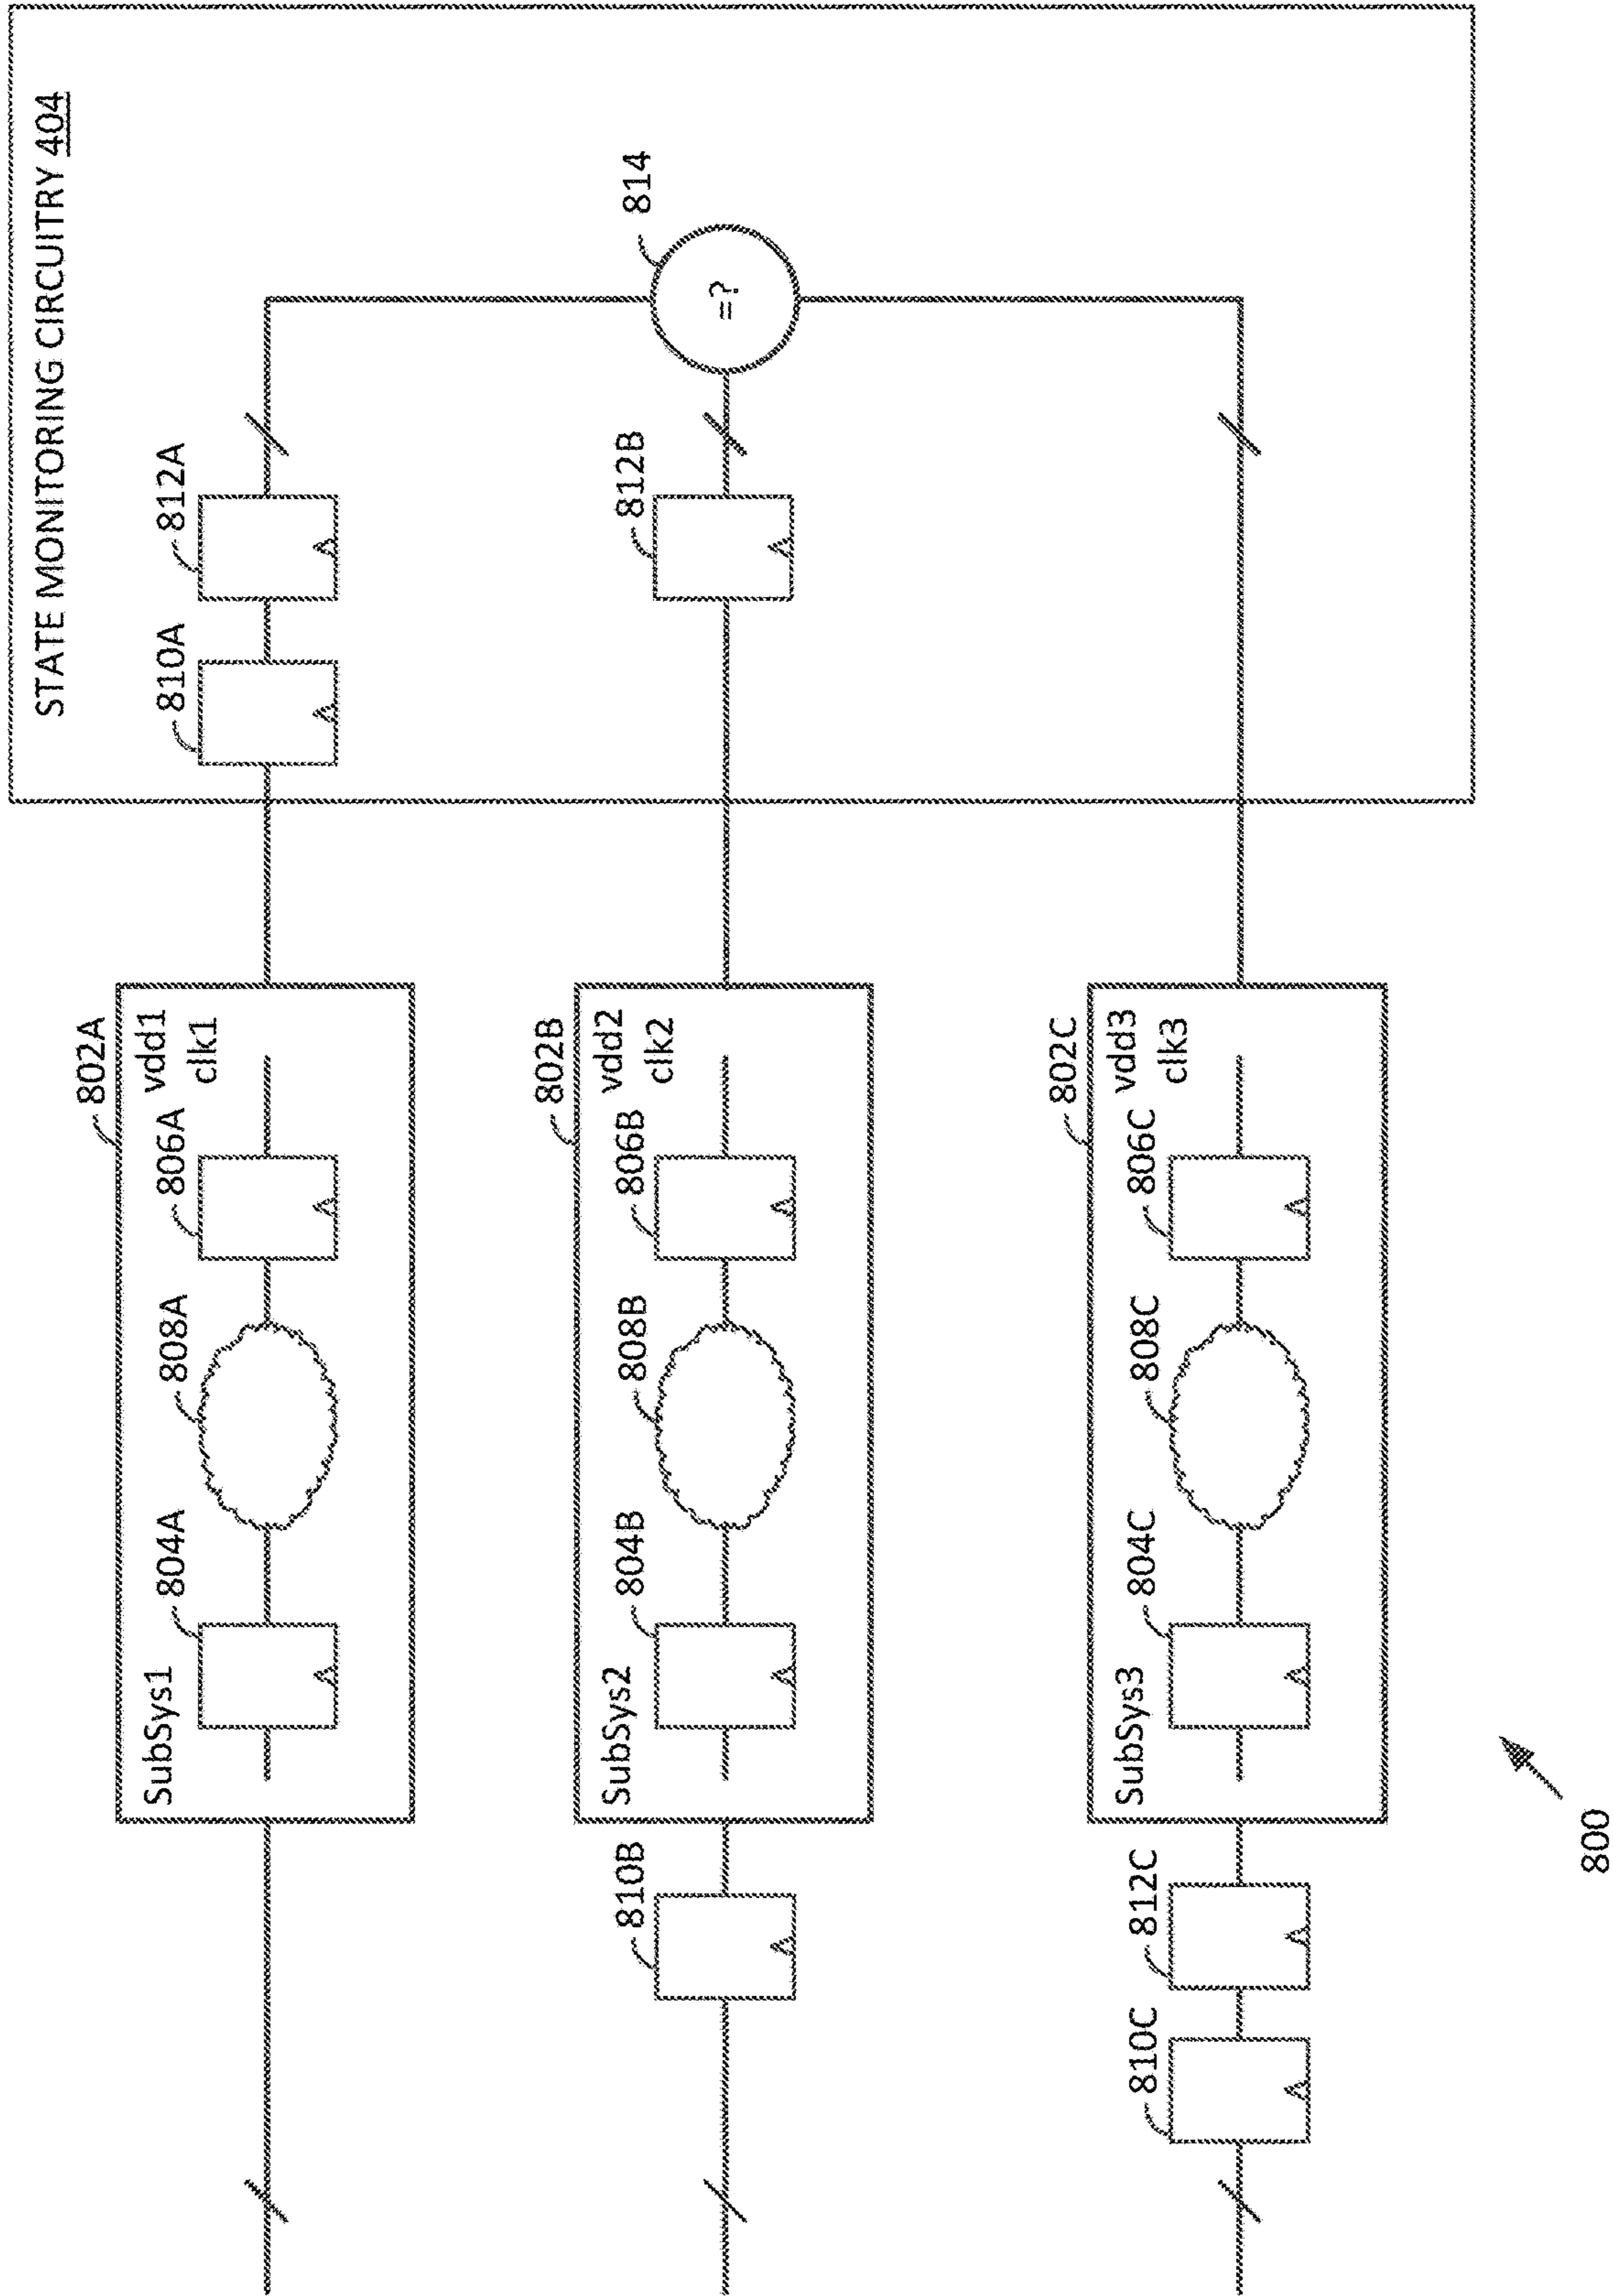 STATE MONITORING CIRCUITRY 404
802A
SubSys1
vdd1
clk1
804A
808A
806A
810A
812A
802B
SubSys2
vdd2
clk2
810B
804B
808B
806B
812B
814
=?
802C
SubSys3
vdd3
clk3
810C
812C
804C
808C
806C
800